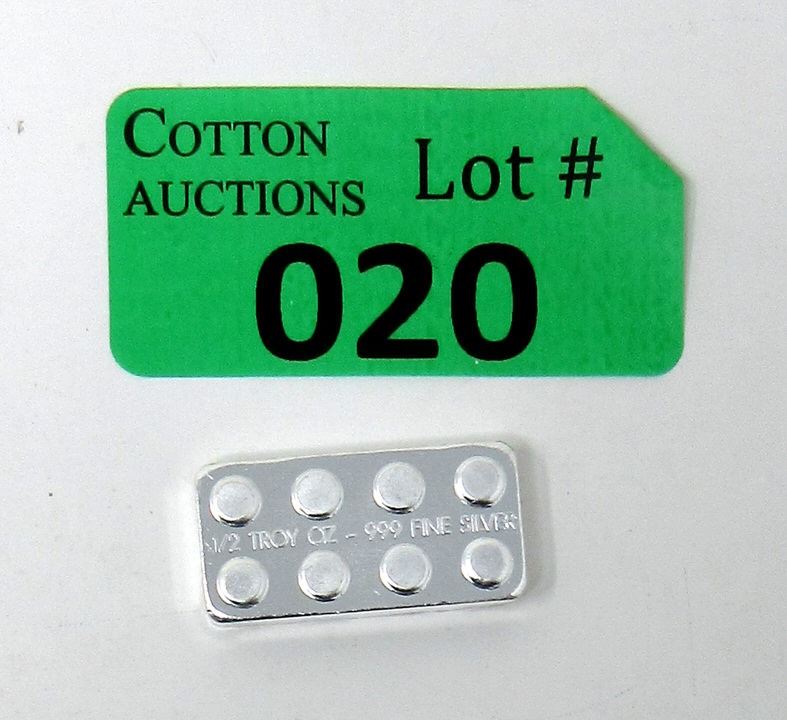 COTTON
AUCTIONS
Lot #
020
1/2 TROY OZ - 999 FINE SILVER